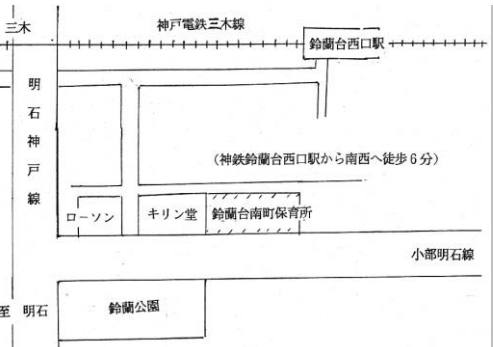 三木
神戸電鉄三木線
鈴蘭台西口駅
明石神戸線
(神鉄鈴蘭台西口駅から南西へ徒歩6分)
ローソン
キリン堂
鈴蘭台南町保育所
小部明石線
至 明石
鈴蘭公園